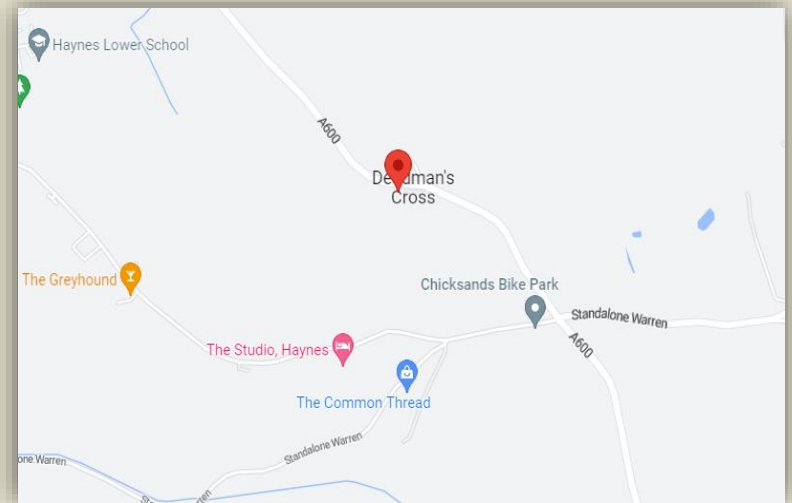 Haynes Lower School
A600
Cross
The Greyhound
Chicksands Bike Park
Standalone Warren
A600
The Studio, Haynes
The Common Thread
Standalone Warren
one Warren